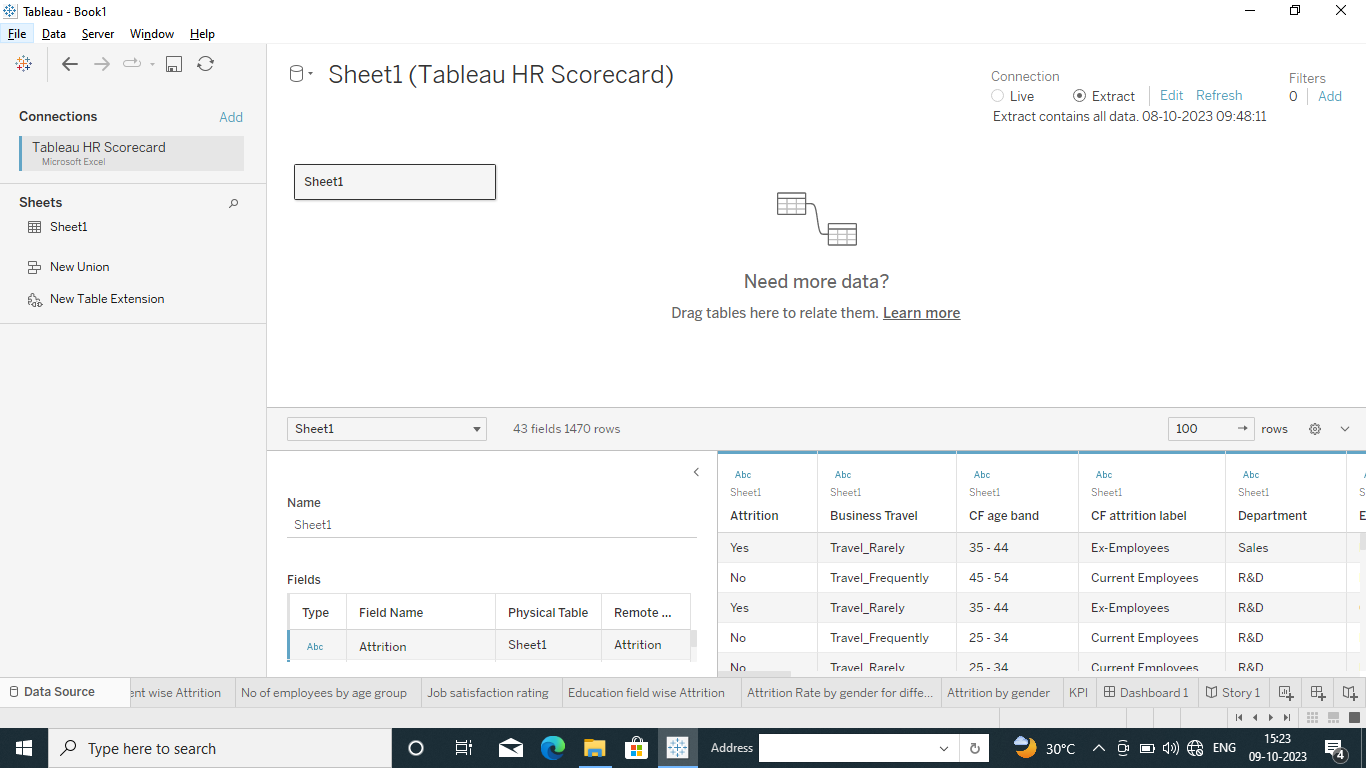 Tableau - Book1
File Data Server Window Help
Sheet1 (Tableau HR Scorecard)
Connection
Live Extract Edit Refresh
Extract contains all data. 08-10-2023 09:48:11
Filters
0 Add
Connections Add
Tableau HR Scorecard
Microsoft Excel
Sheets
Sheet1
New Union
New Table Extension
Sheet1
Need more data?
Drag tables here to relate them. Learn more
Sheet1 43 fields 1470 rows 100 rows
Name
Sheet1
Fields
Type Field Name Physical Table Remote ...
Abc Attrition Sheet1 Attrition
Abc Abc Abc Abc Abc
Sheet1 Sheet1 Sheet1 Sheet1 Sheet1
Attrition Business Travel CF age band CF attrition label Department
Yes Travel_Rarely 35 - 44 Ex-Employees Sales
No Travel_Frequently 45 - 54 Current Employees R&D
Yes Travel_Rarely 35 - 44 Ex-Employees R&D
No Travel_Frequently 25 - 34 Current Employees R&D
No Travel_Rarely 25 - 34 Current Employees R&D
Data Source ent wise Attrition No of employees by age group Job satisfaction rating Education field wise Attrition Attrition Rate by gender for diffe... Attrition by gender KPI Dashboard 1 Story 1
Type here to search Address 30°C ENG 15:23
09-10-2023 4